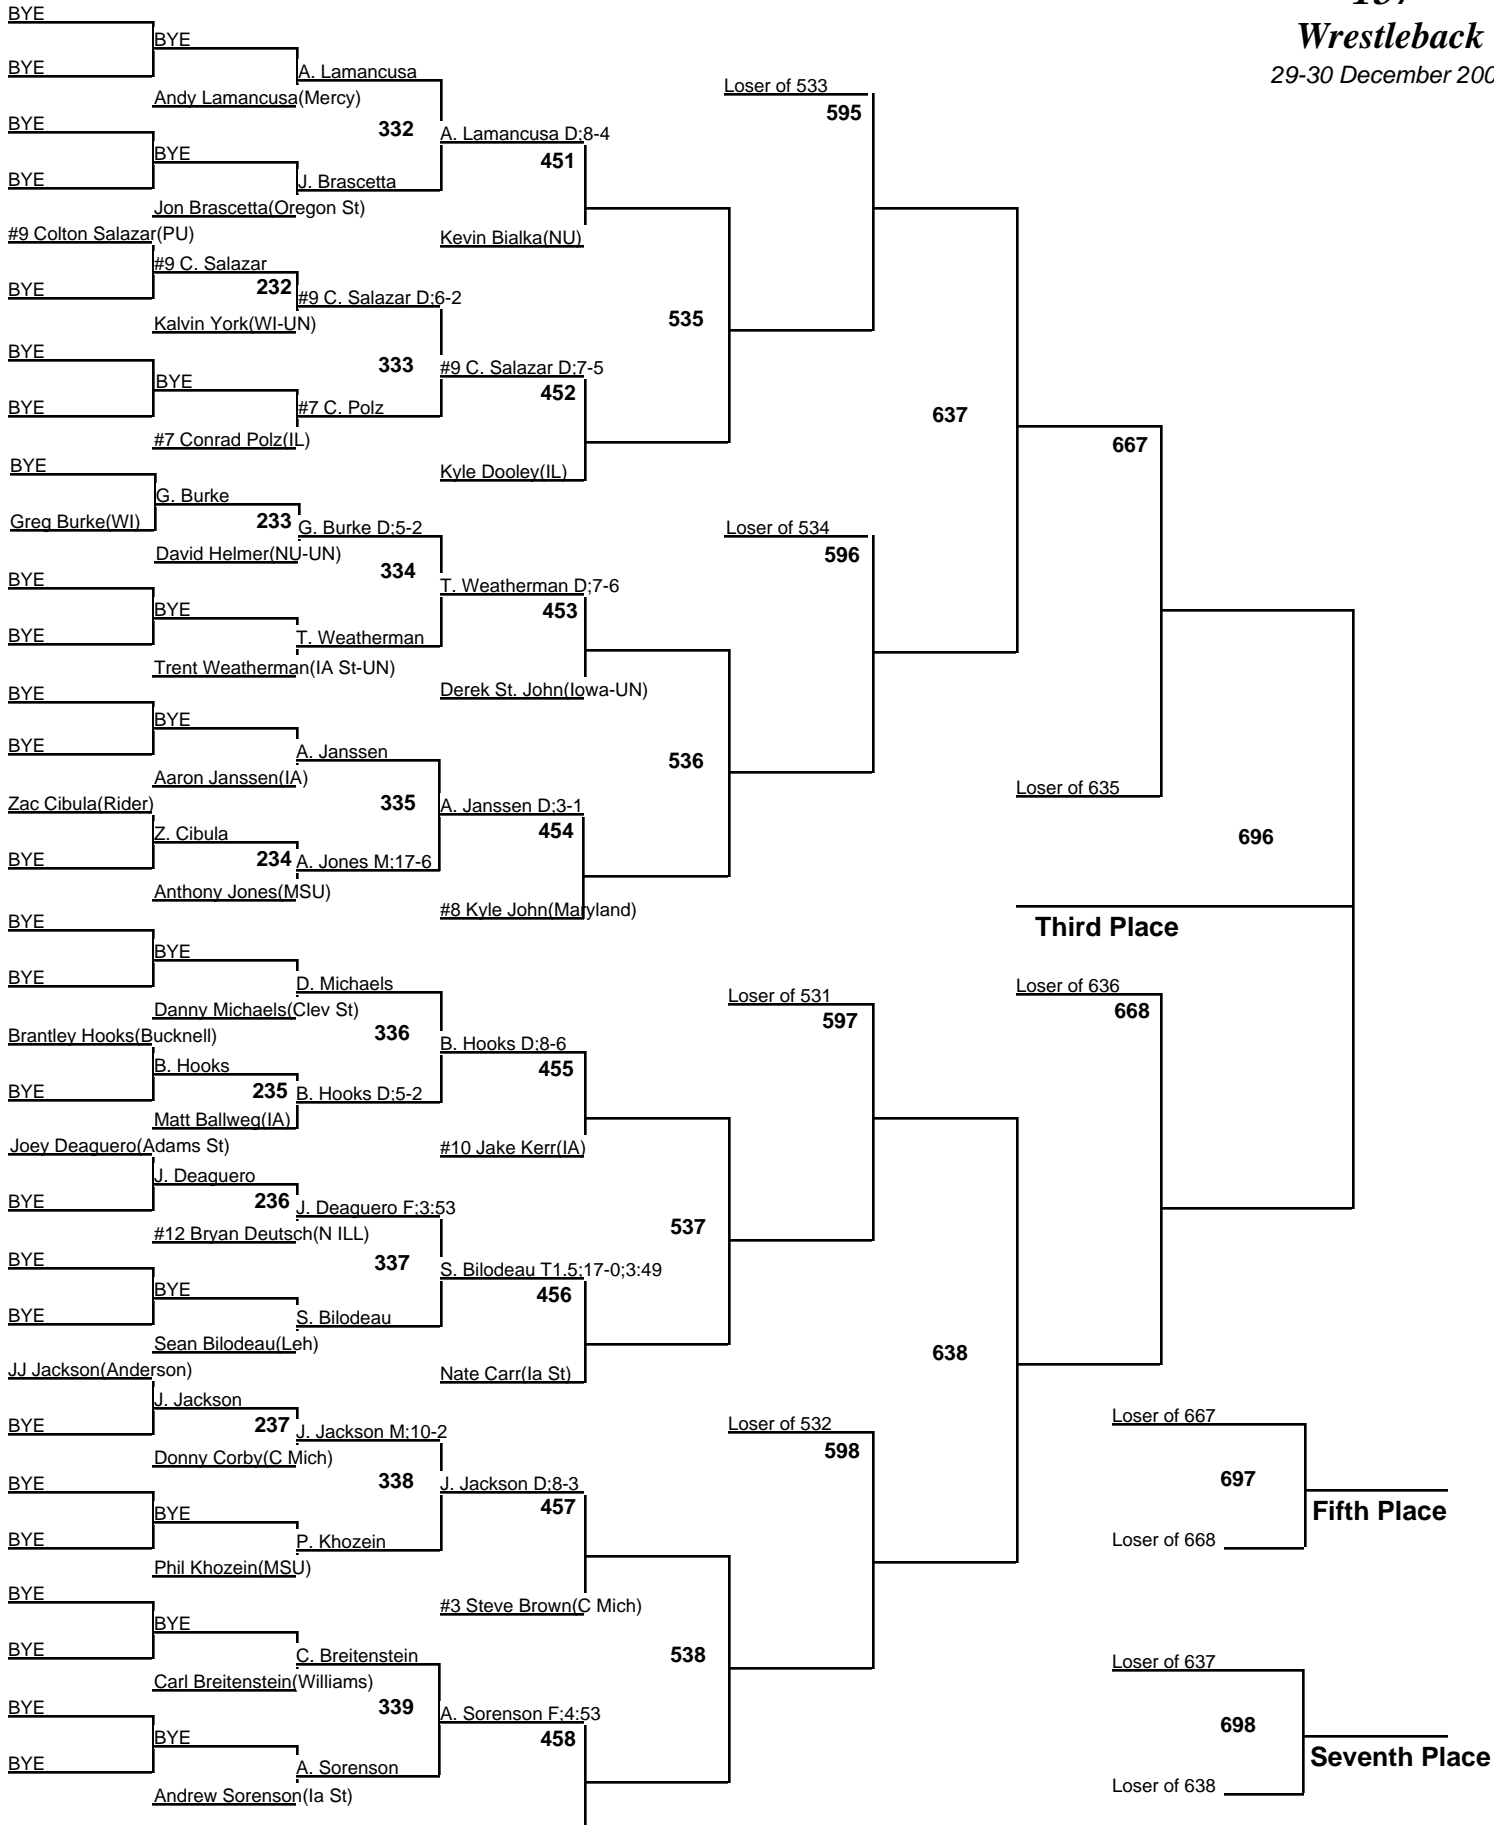 Wrestleback
29-30 December 200
BYE
BYE
BYE
A. Lamancusa
Andy Lamancusa(Mercy)
332
BYE
BYE
BYE
J. Brascetta
Jon Brascetta(Oregon St)
A. Lamancusa D;8-4
451
Kevin Bialka(NU)
#9 Colton Salazar(PU)
#9 C. Salazar
BYE
232
#9 C. Salazar D;6-2
Kalvin York(WI-UN)
333
BYE
BYE
BYE
#7 C. Polz
#7 Conrad Polz(IL)
#9 C. Salazar D;7-5
452
Kyle Dooley(IL)
535
Loser of 533
595
BYE
G. Burke
Greg Burke(WI)
233
G. Burke D;5-2
David Helmer(NU-UN)
334
BYE
BYE
BYE
T. Weatherman
Trent Weatherman(IA St-UN)
T. Weatherman D;7-6
453
Derek St. John(Iowa-UN)
BYE
BYE
BYE
A. Janssen
Aaron Janssen(IA)
335
Zac Cibula(Rider)
Z. Cibula
BYE
234
A. Jones M;17-6
Anthony Jones(MSU)
A. Janssen D;3-1
454
#8 Kyle John(Maryland)
536
Loser of 534
596
637
667
Loser of 635
696
Third Place
BYE
BYE
BYE
D. Michaels
Danny Michaels(Clev St)
336
Brantley Hooks(Bucknell)
B. Hooks
BYE
235
B. Hooks D;5-2
Matt Ballweg(IA)
B. Hooks D;8-6
455
#10 Jake Kerr(IA)
Joey Deaguero(Adams St)
J. Deaguero
BYE
236
J. Deaguero F;3:53
#12 Bryan Deutsch(N ILL)
337
BYE
BYE
BYE
S. Bilodeau
Sean Bilodeau(Leh)
S. Bilodeau T1.5;17-0;3:49
456
Nate Carr(Ia St)
537
Loser of 531
597
Loser of 636
668
638
JJ Jackson(Anderson)
J. Jackson
BYE
237
J. Jackson M;10-2
Donny Corby(C Mich)
338
BYE
BYE
BYE
P. Khozein
Phil Khozein(MSU)
J. Jackson D;8-3
457
#3 Steve Brown(C Mich)
BYE
BYE
BYE
C. Breitenstein
Carl Breitenstein(Williams)
339
BYE
BYE
BYE
A. Sorenson
Andrew Sorenson(Ia St)
A. Sorenson F;4:53
458
538
Loser of 532
598
Loser of 667
697
Fifth Place
Loser of 668
Loser of 637
698
Seventh Place
Loser of 638